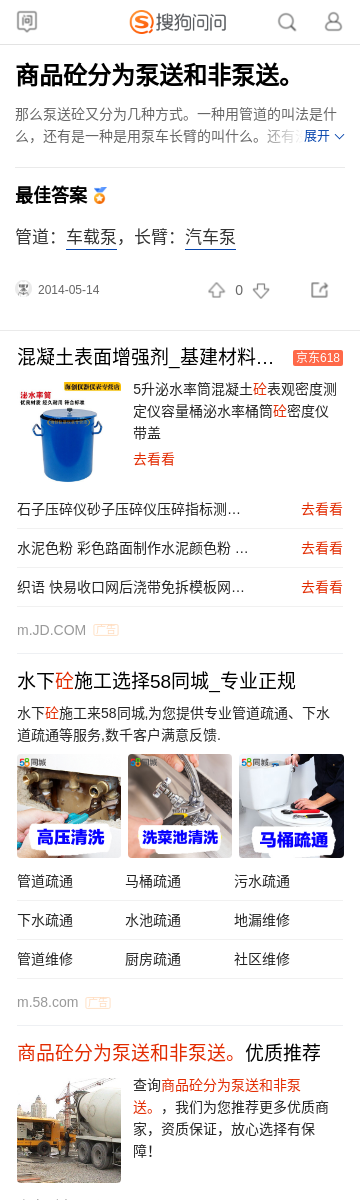 问
搜狗问问
商品砼分为泵送和非泵送。
那么泵送砼又分为几种方式。一种用管道的叫法是什
么，还有是一种是用泵车长臂的叫什么。还有
展开
最佳答案
管道：车载泵，长臂：汽车泵
2014-05-14
0
混凝土表面增强剂_基建材料…
京东618
泌水率筒
优良材质 经久耐用 符合标准
5升泌水率筒混凝土砼表观密度测
定仪容量桶泌水率桶筒砼密度仪
带盖
去看看
石子压碎仪砂子压碎仪压碎指标测…
去看看
水泥色粉 彩色路面制作水泥颜色粉 …
去看看
织语 快易收口网后浇带免拆模板网…
去看看
m.JD.COM 广告
水下砼施工选择58同城_专业正规
水下砼施工来58同城,为您提供专业管道疏通、下水
道疏通等服务,数千客户满意反馈.
58同城
58同城
58同城
高压清洗
洗菜池清洗
马桶疏通
管道疏通
马桶疏通
污水疏通
下水疏通
水池疏通
地漏维修
管道维修
厨房疏通
社区维修
m.58.com 广告
商品砼分为泵送和非泵送。优质推荐
查询商品砼分为泵送和非泵
送。，我们为您推荐更多优质商
家，资质保证，放心选择有保
障！